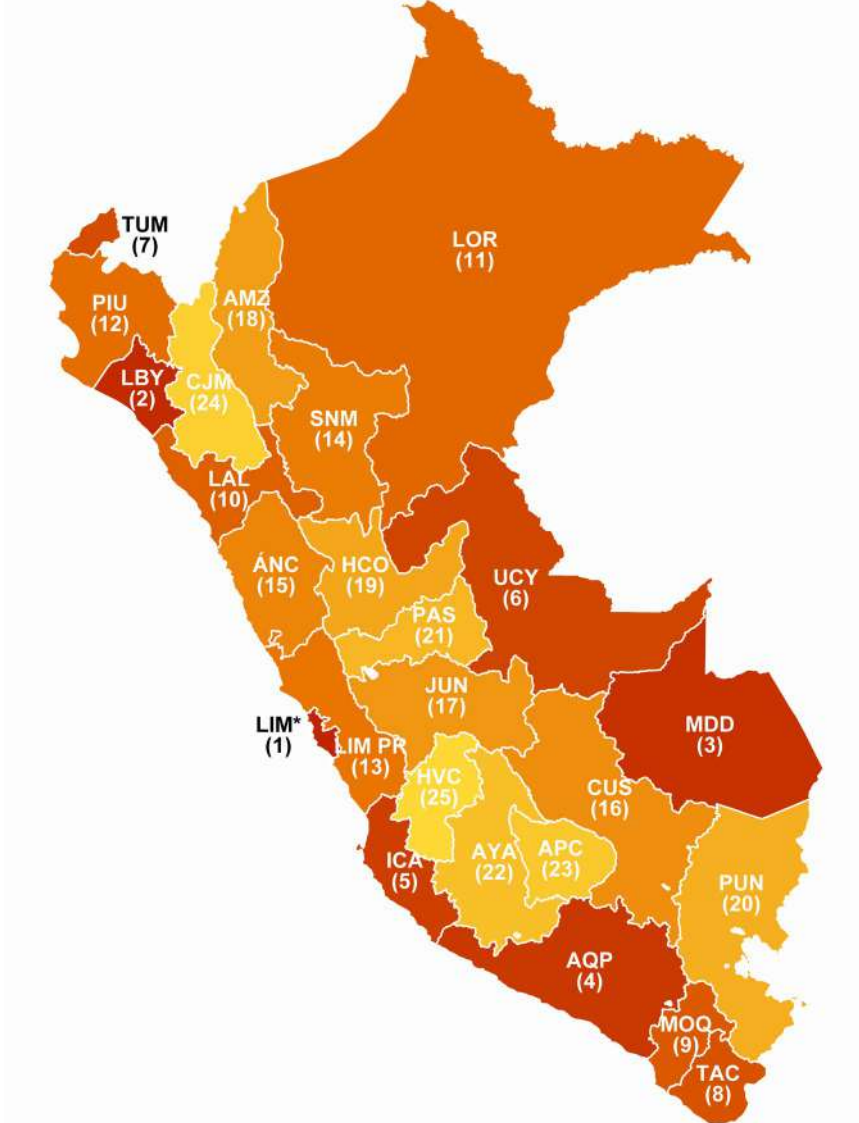 TUM
(7)
LOR
(11)
PIU
(12)
AMZ
(18)
LBY
(2)
CJM
(24)
SNM
(14)
LAL
(10)
ÁNC
(15)
HCO
(19)
UCY
(6)
PAS
(21)
JUN
(17)
LIM*
(1)
LIM PR
(13)
MDD
(3)
HVC
(25)
CUS
(16)
ICA
(5)
AYA
(22)
APC
(23)
PUN
(20)
AQP
(4)
MOQ
(9)
TAC
(8)